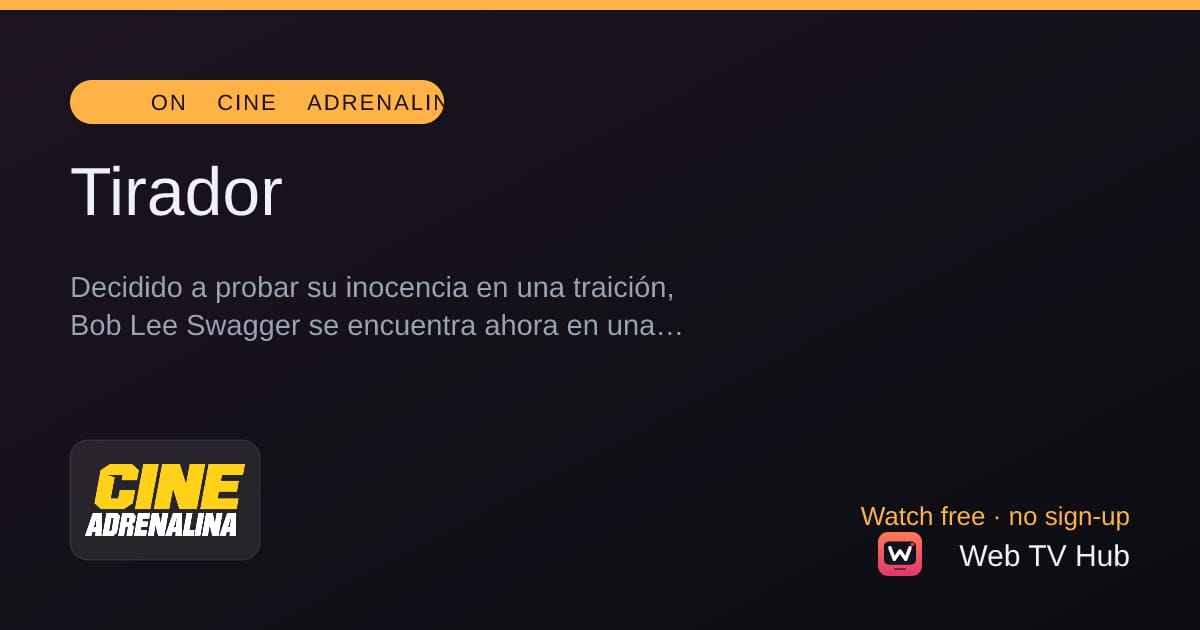 ON CINE ADRENALINA
Tirador
Decidido a probar su inocencia en una traición,
Bob Lee Swagger se encuentra ahora en una…
CINE
ADRENALINA
Watch free · no sign-up
W
Web TV Hub